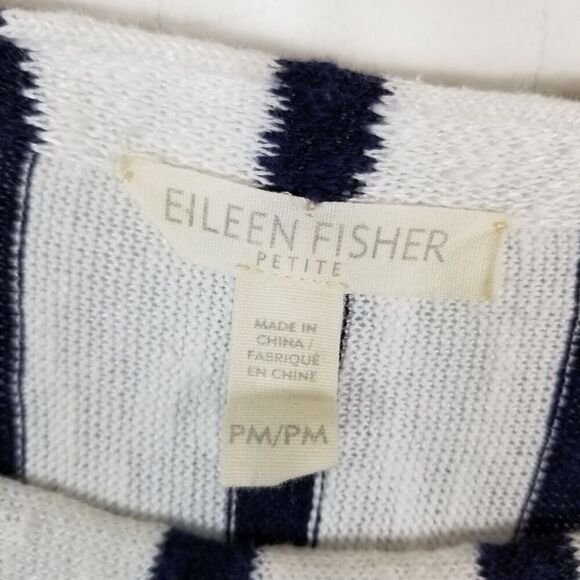 EILEEN FISHER
PETITE
MADE IN
CHINA /
FABRIQUÉ
EN CHINE
PM/PM